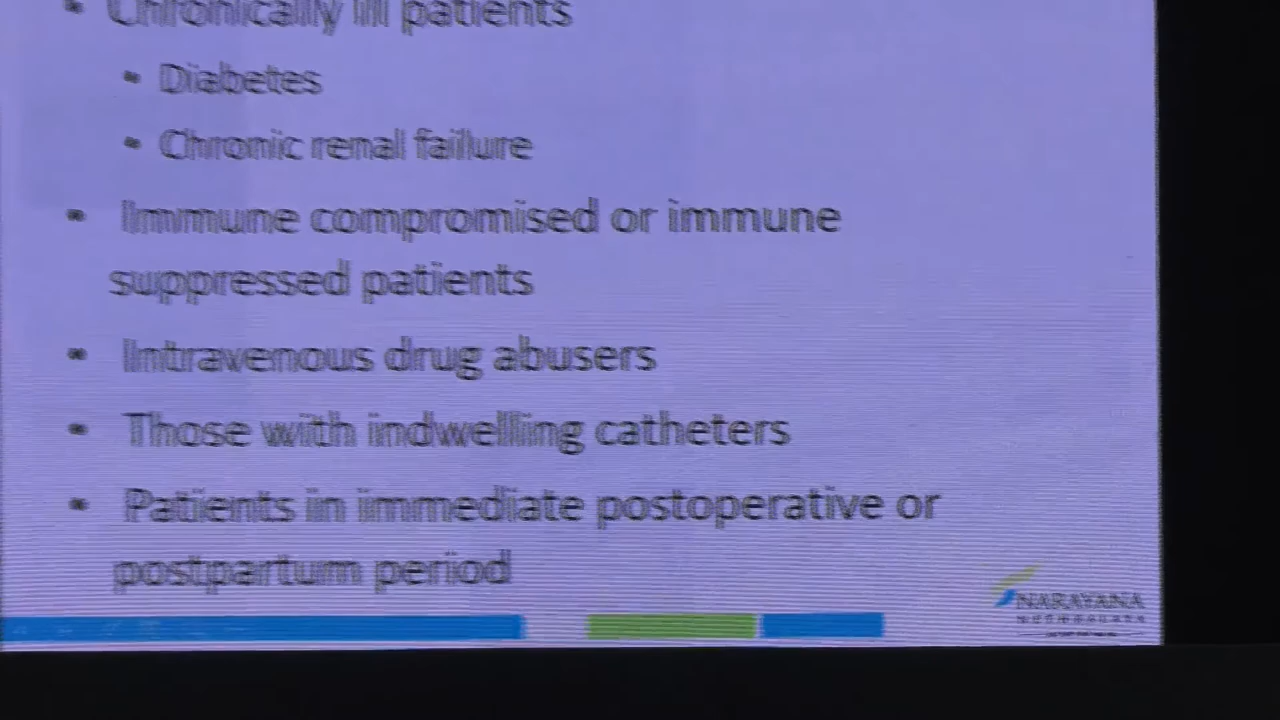 • Chronically ill patients
• Diabetes
• Chronic renal failure
• Immune compromised or immune
suppressed patients
• Intravenous drug abusers
• Those with indwelling catheters
• Patients in immediate postoperative or
postpartum period
NARAYANA
NETHRALAYA